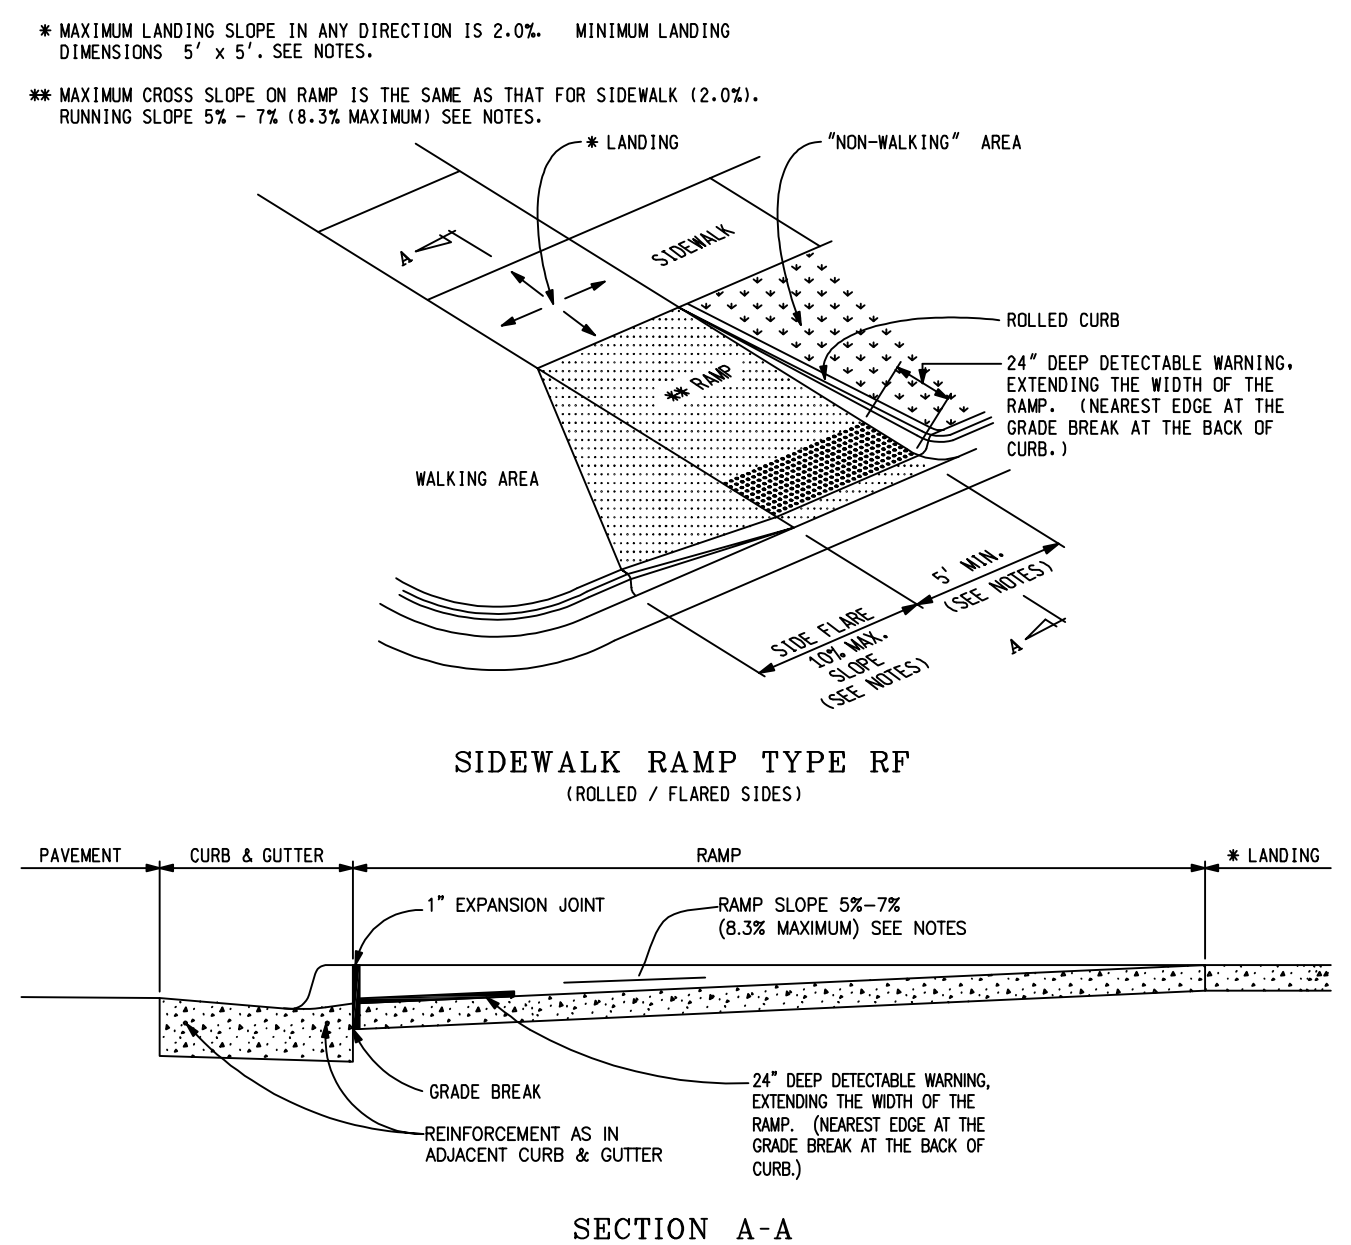 * MAXIMUM LANDING SLOPE IN ANY DIRECTION IS 2.0%. MINIMUM LANDING
DIMENSIONS 5' x 5'. SEE NOTES.
** MAXIMUM CROSS SLOPE ON RAMP IS THE SAME AS THAT FOR SIDEWALK (2.0%).
RUNNING SLOPE 5% - 7% (8.3% MAXIMUM) SEE NOTES.
* LANDING
"NON-WALKING" AREA
A
SIDEWALK
ROLLED CURB
24" DEEP DETECTABLE WARNING,
EXTENDING THE WIDTH OF THE
RAMP. (NEAREST EDGE AT THE
GRADE BREAK AT THE BACK OF
CURB.)
** RAMP
WALKING AREA
5' MIN.
(SEE NOTES)
SIDE FLARE
10% MAX.
SLOPE
(SEE NOTES)
A
SIDEWALK RAMP TYPE RF
(ROLLED / FLARED SIDES)
PAVEMENT
CURB & GUTTER
RAMP
* LANDING
1" EXPANSION JOINT
RAMP SLOPE 5%-7%
(8.3% MAXIMUM) SEE NOTES
GRADE BREAK
REINFORCEMENT AS IN
ADJACENT CURB & GUTTER
24" DEEP DETECTABLE WARNING,
EXTENDING THE WIDTH OF THE
RAMP. (NEAREST EDGE AT THE
GRADE BREAK AT THE BACK OF
CURB.)
SECTION A-A